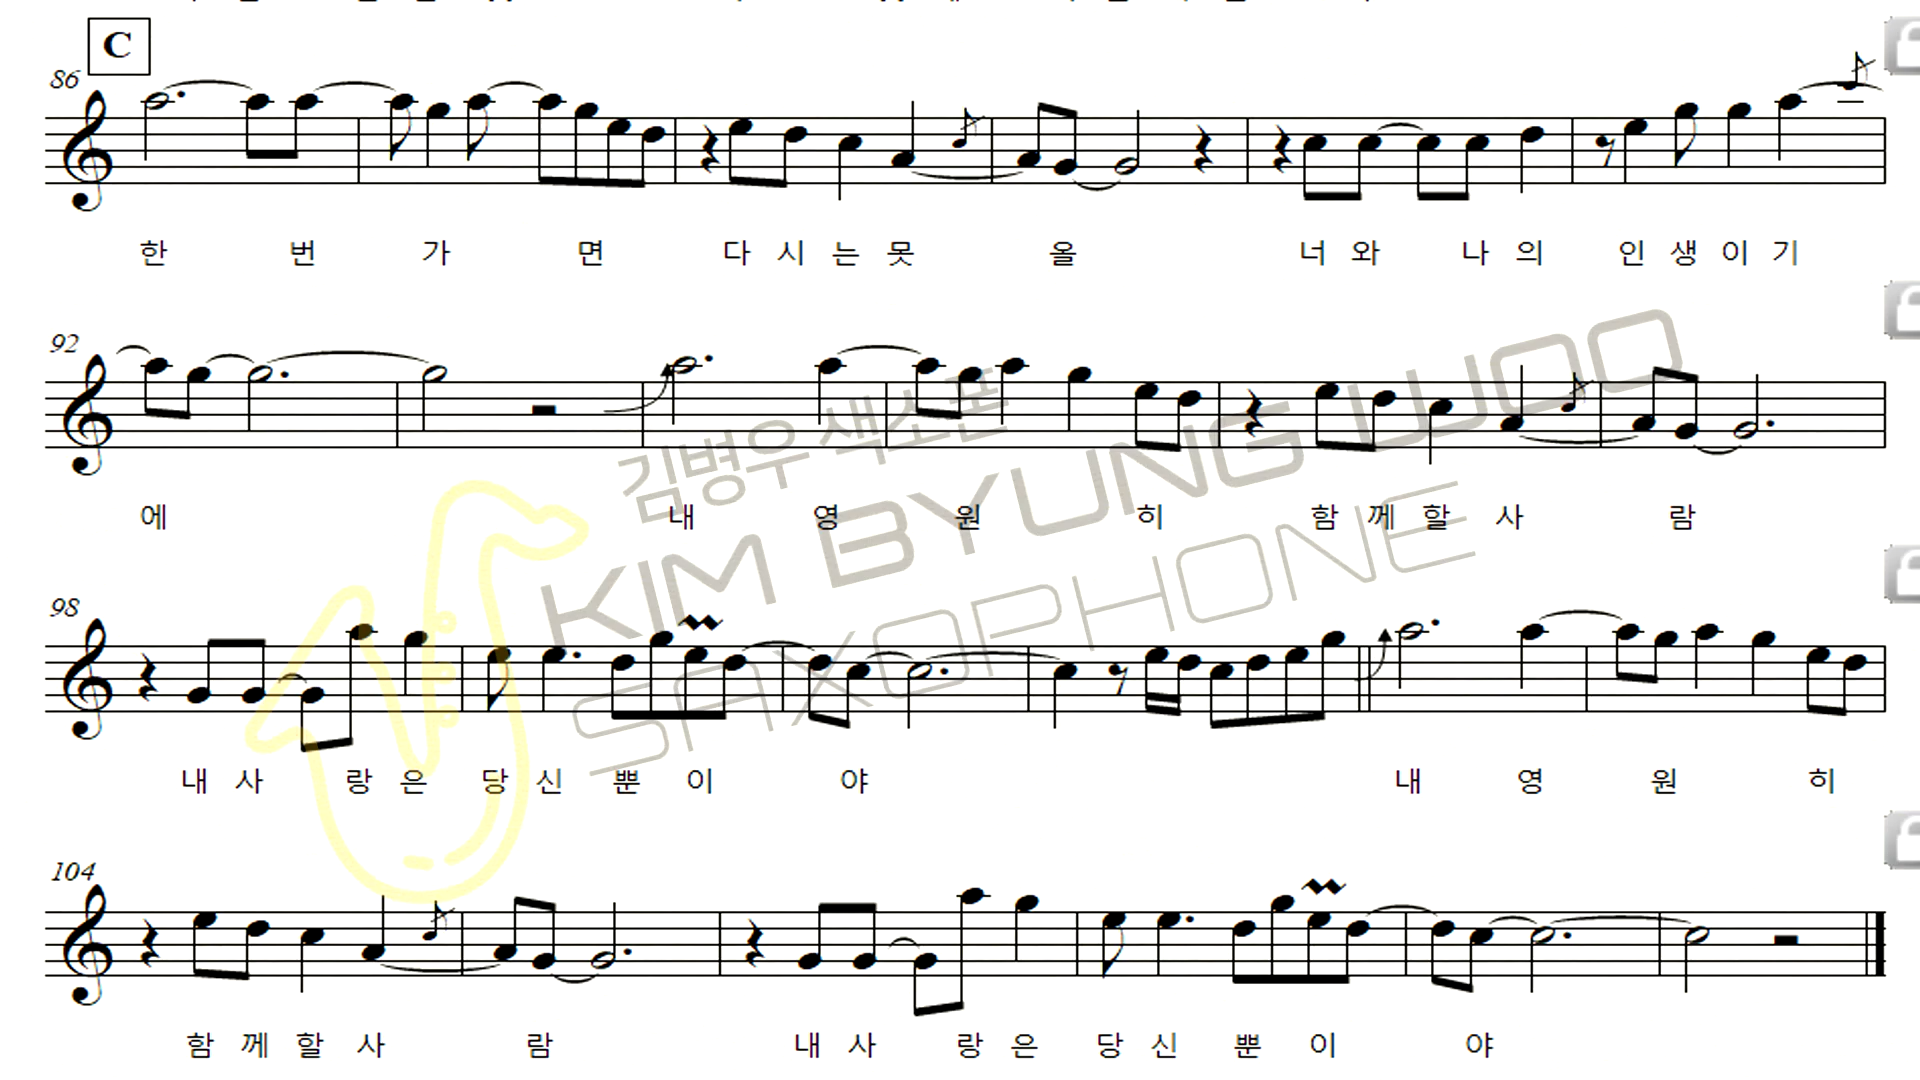 C
86
한 번 가 면 다 시 는 못 올 너 와 나 의 인 생 이 기
92
에 내 영 원 히 함 께 할 사 람
김병우 색소폰
KIM BYUNG WOO
SAXOPHONE
98
내 사 랑 은 당 신 뿐 이 야 내 영 원 히
104
함 께 할 사 람 내 사 랑 은 당 신 뿐 이 야